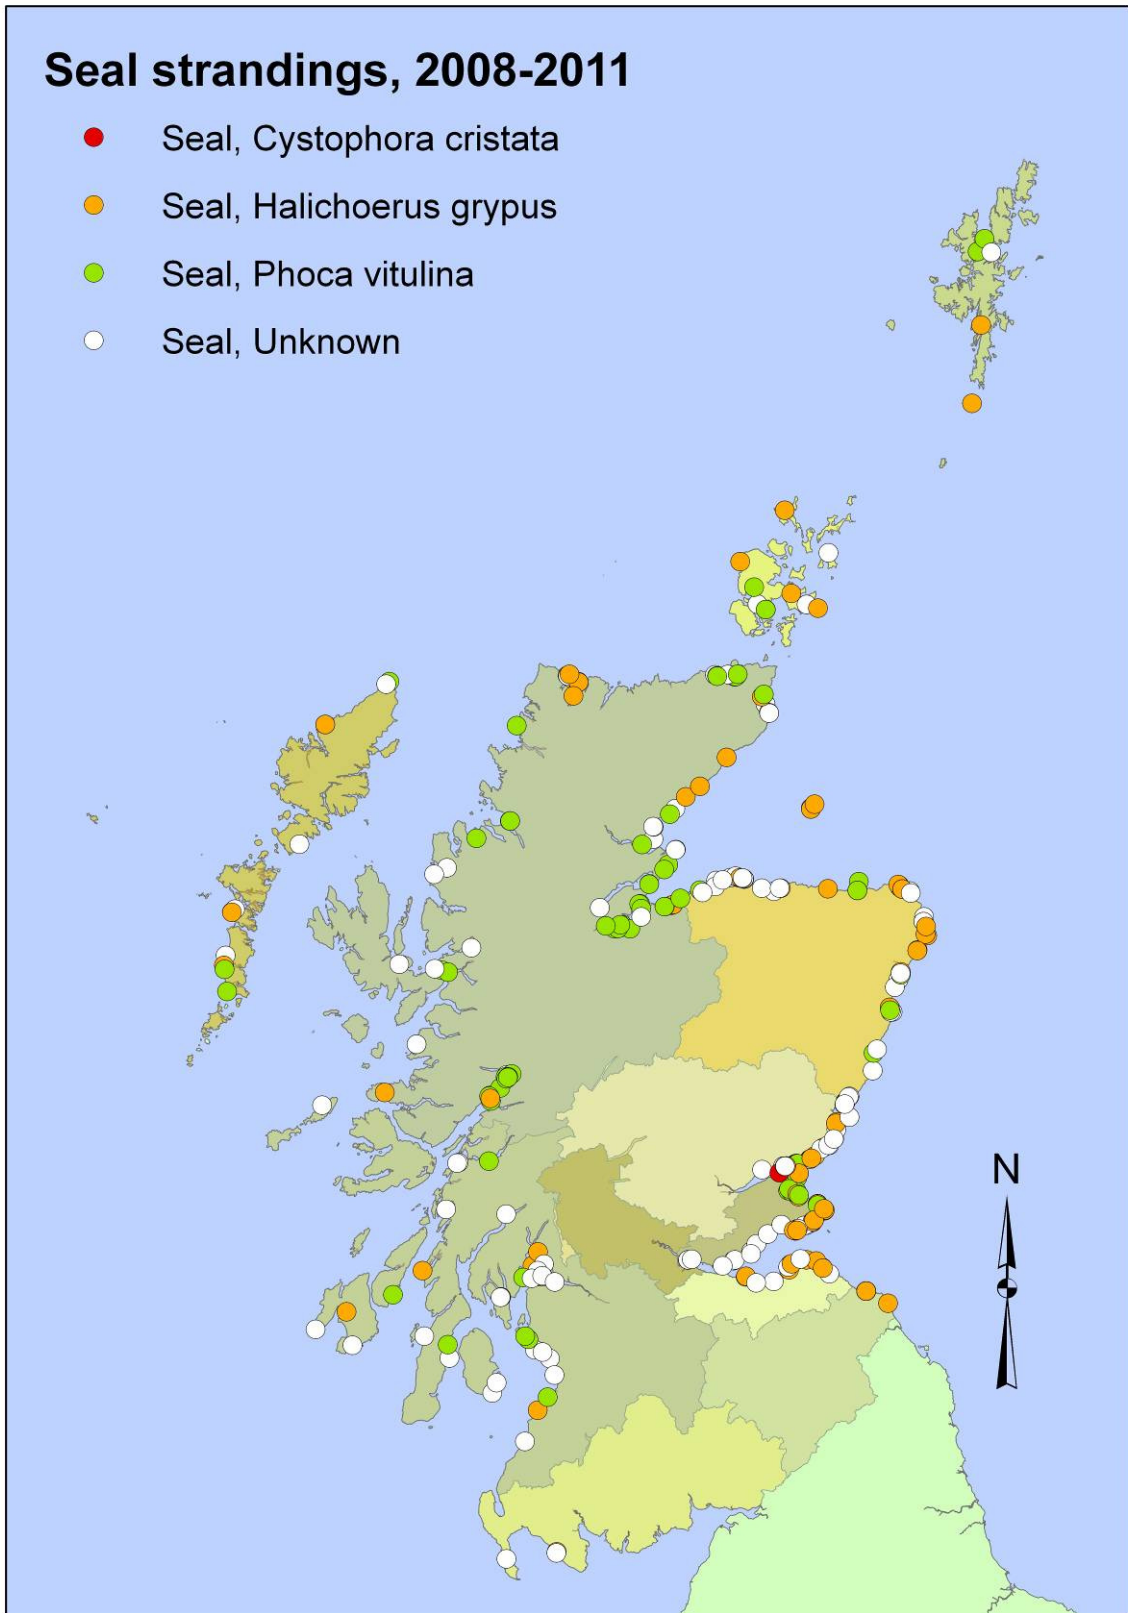 Seal strandings, 2008-2011
Seal, Cystophora cristata
Seal, Halichoerus grypus
Seal, Phoca vitulina
Seal, Unknown
N